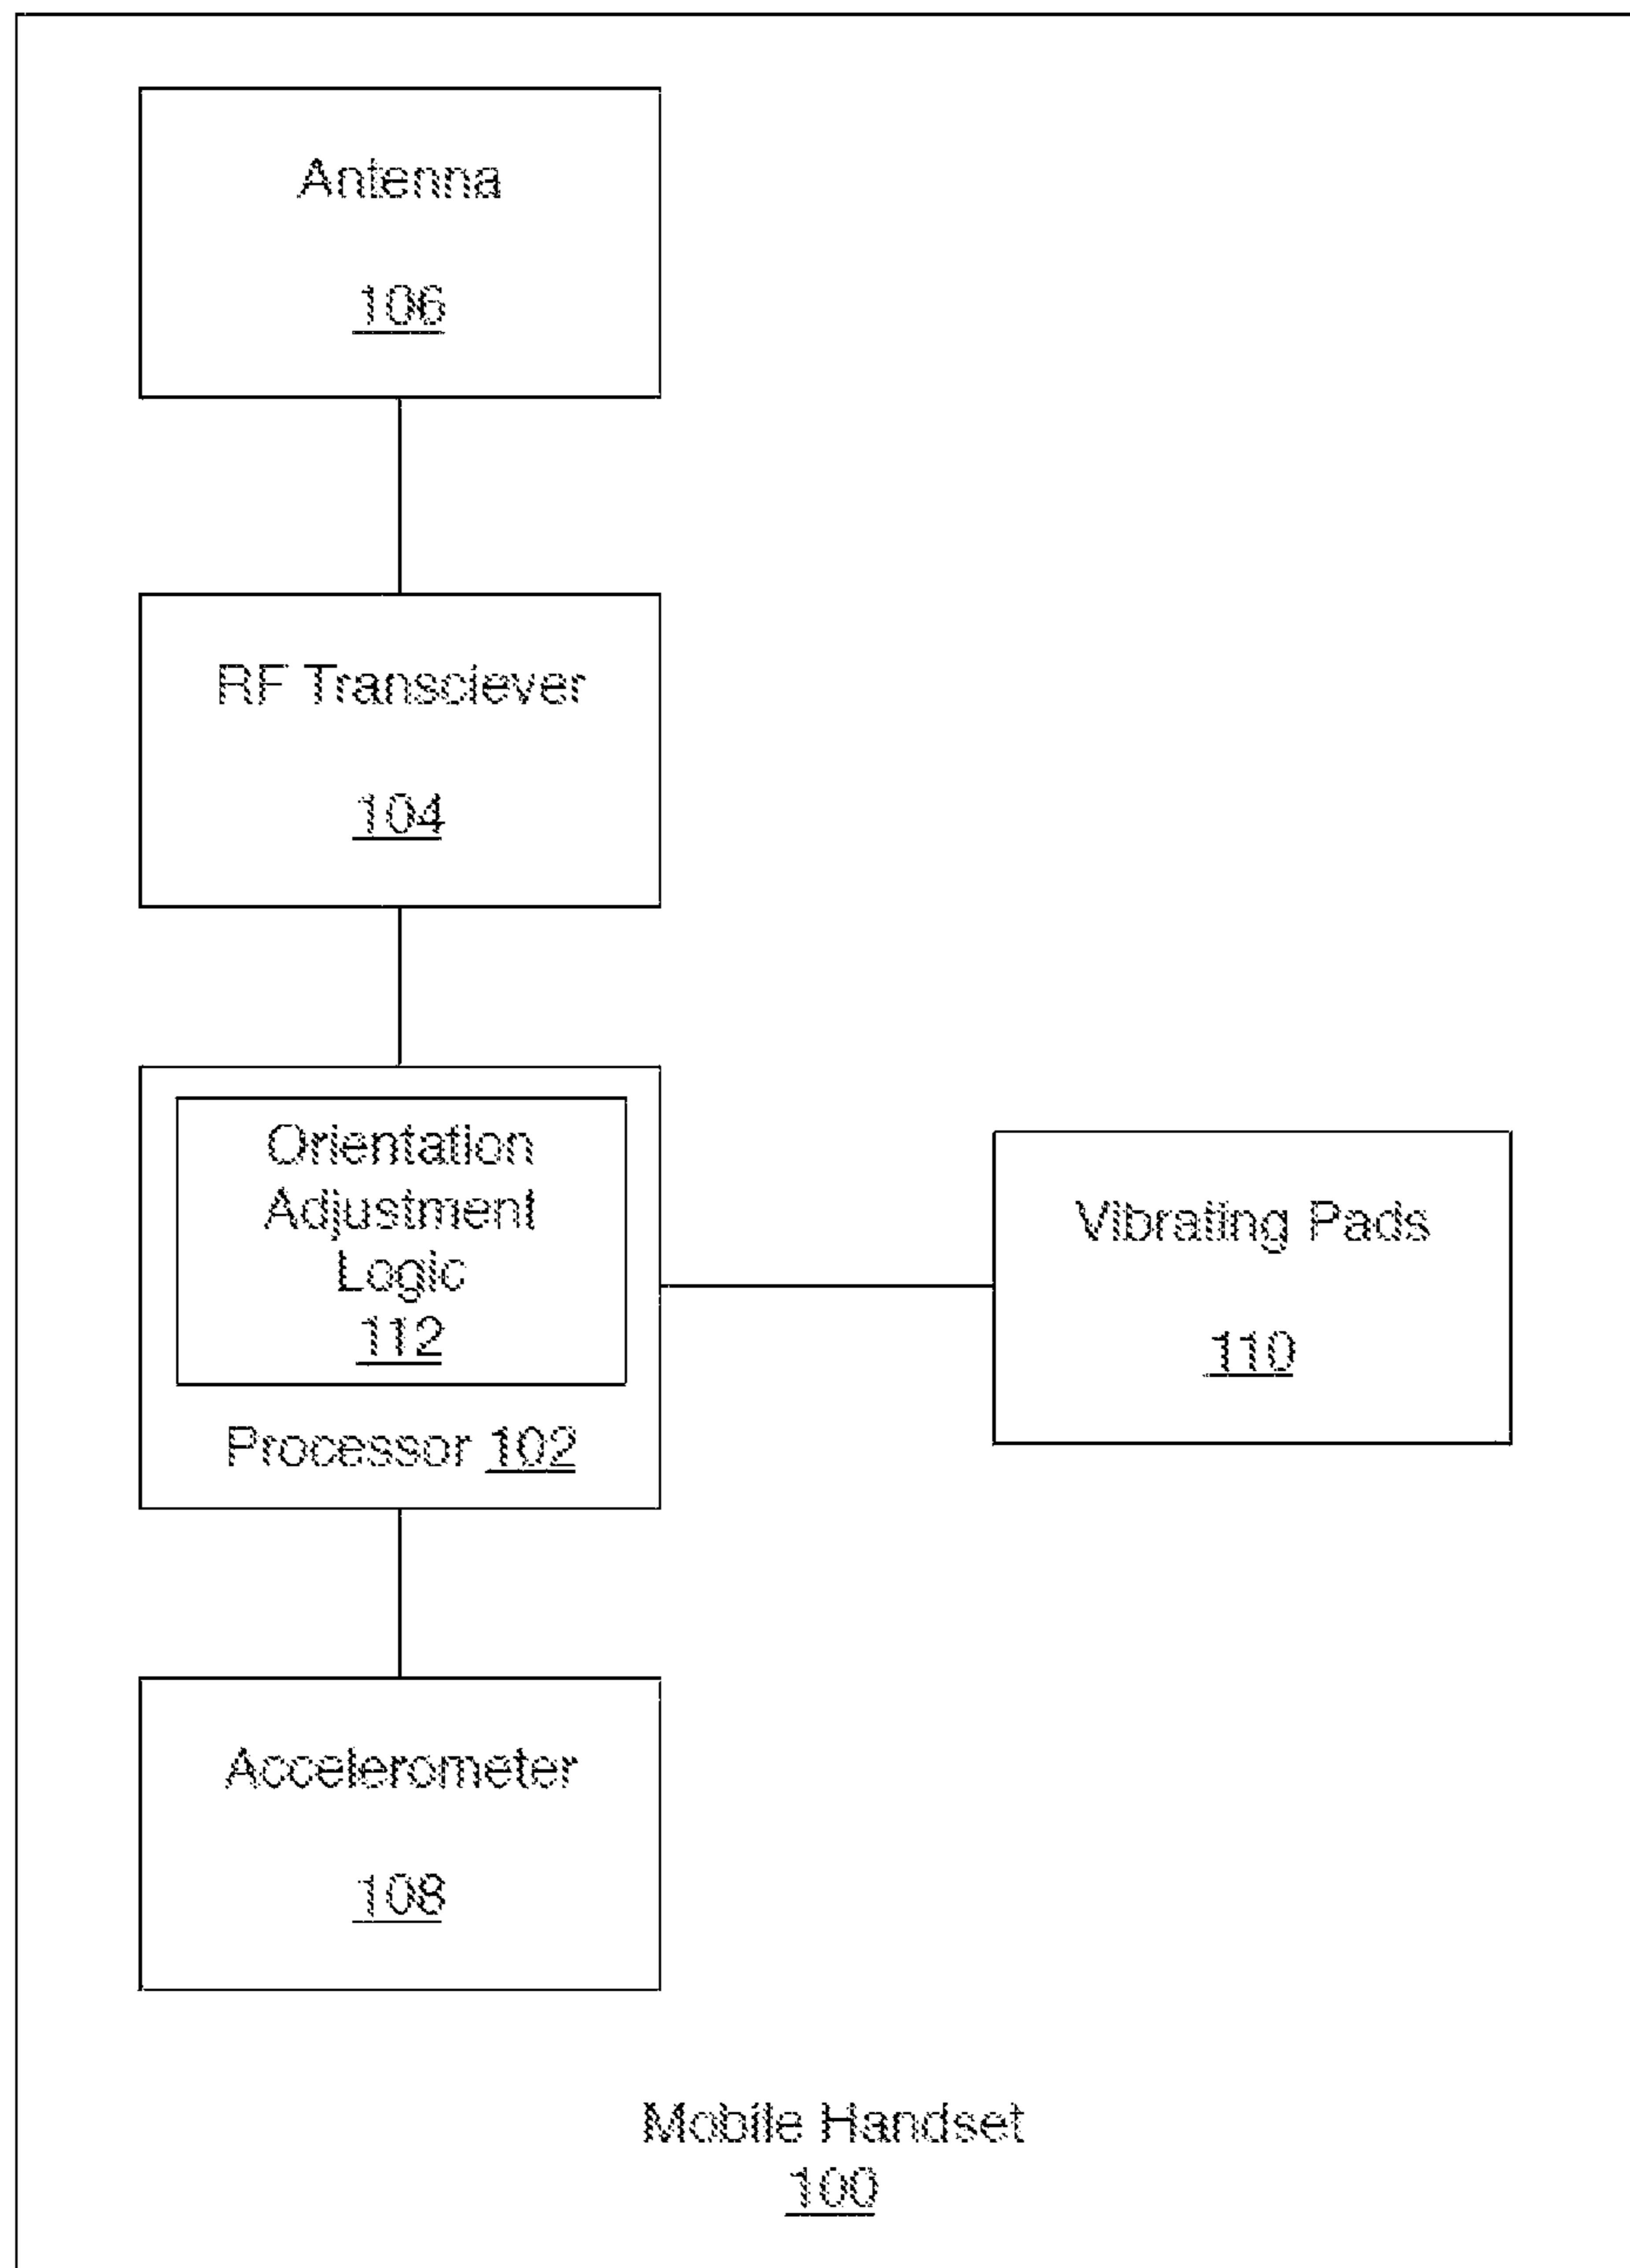 Antenna
106
RF Transciever
104
Orientation
Adjustment
Logic
112
Processor 102
Vibrating Pads
110
Accelerometer
108
Mobile Handset
100